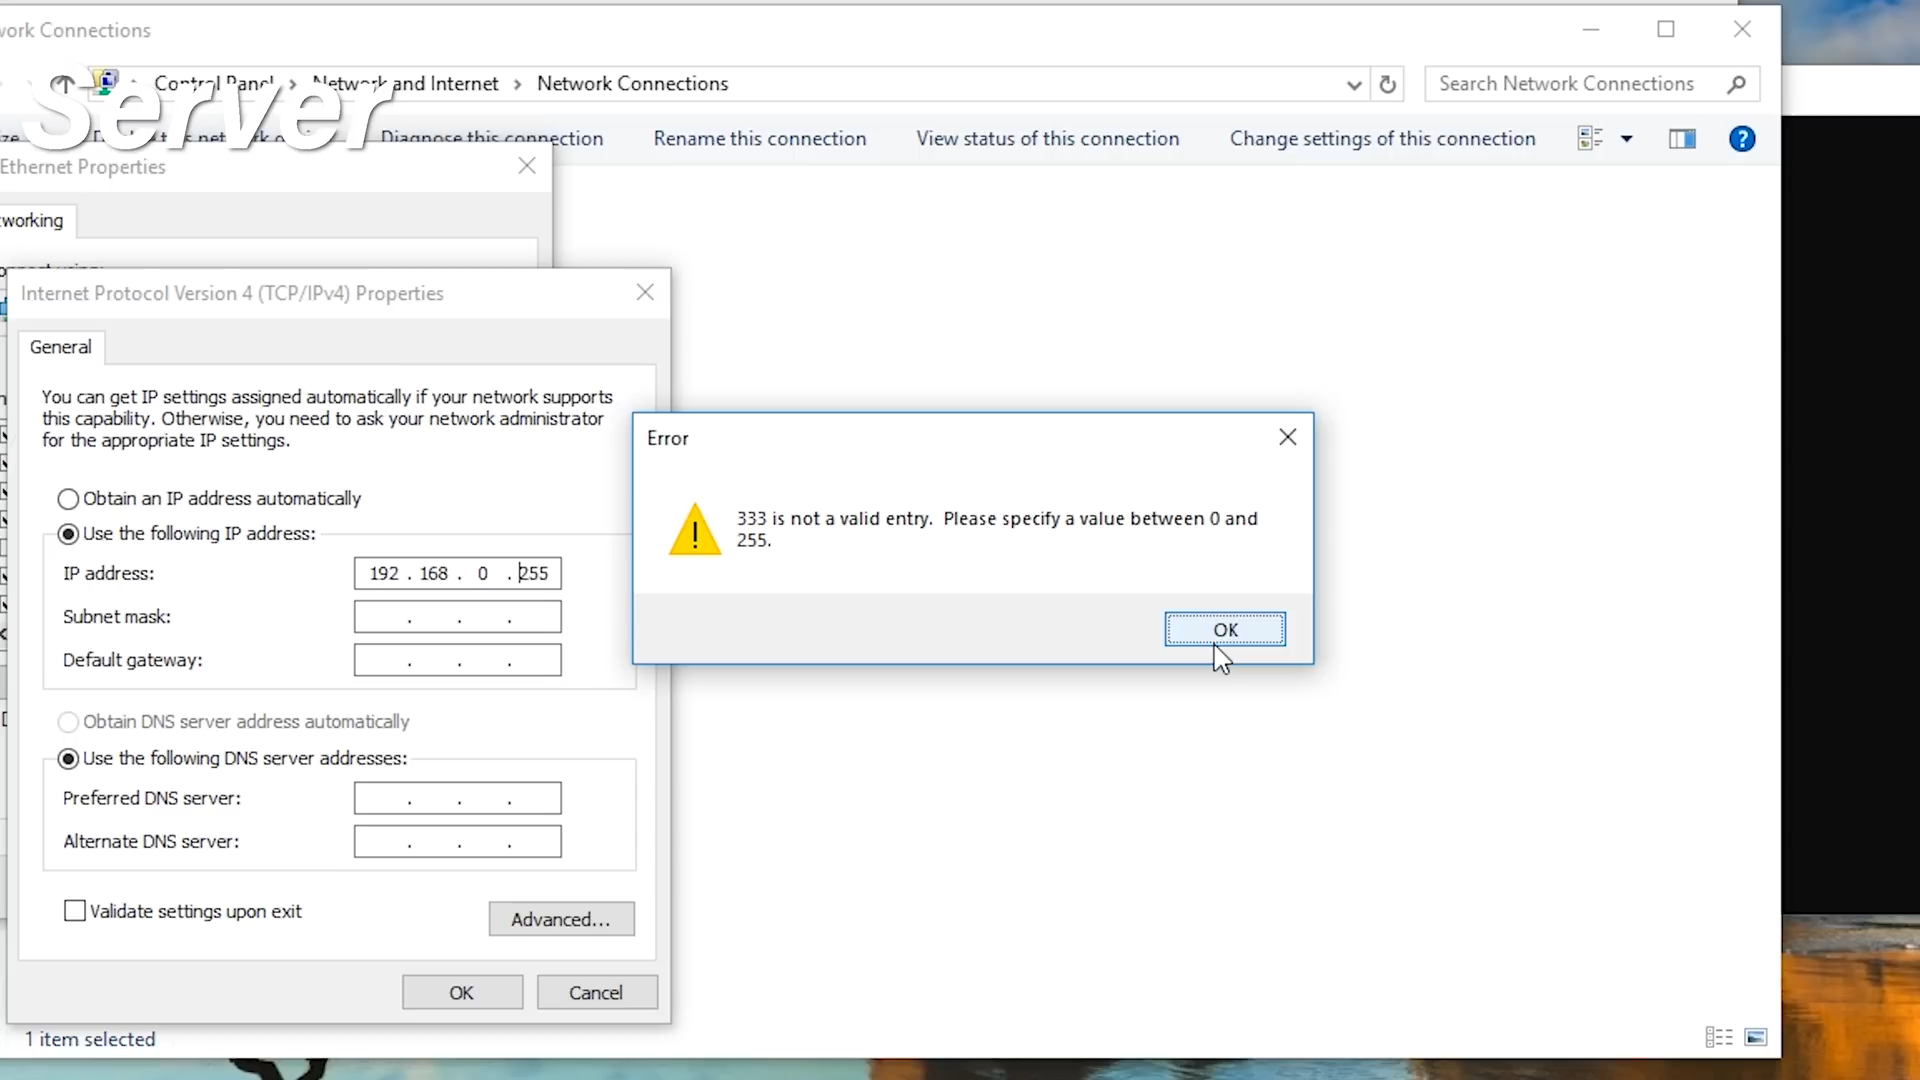 work Connections
Server
Control Panel > Network and Internet > Network Connections
Search Network Connections
Diagnose this connection
Rename this connection
View status of this connection
Change settings of this connection
Ethernet Properties
tworking
Internet Protocol Version 4 (TCP/IPv4) Properties
General
You can get IP settings assigned automatically if your network supports
this capability. Otherwise, you need to ask your network administrator
for the appropriate IP settings.
Obtain an IP address automatically
Use the following IP address:
IP address:
192 . 168 . 0 . 255
Subnet mask:
. . .
Default gateway:
. . .
Obtain DNS server address automatically
Use the following DNS server addresses:
Preferred DNS server:
. . .
Alternate DNS server:
. . .
Validate settings upon exit
Advanced...
OK
Cancel
Error
333 is not a valid entry. Please specify a value between 0 and
255.
OK
1 item selected